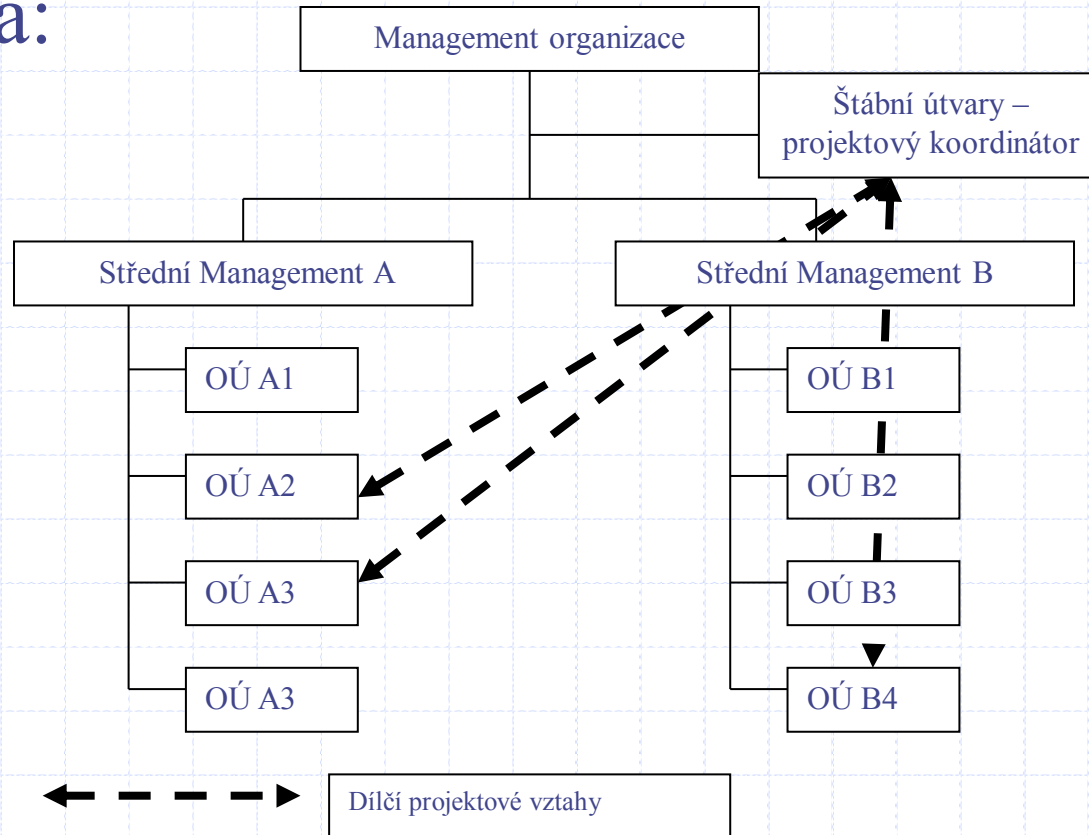 a:
Management organizace
Štábní útvary –
projektový koordinátor
Střední Management A
Střední Management B
OÚ A1
OÚ B1
OÚ A2
OÚ B2
OÚ A3
OÚ B3
OÚ A3
OÚ B4
Dílčí projektové vztahy